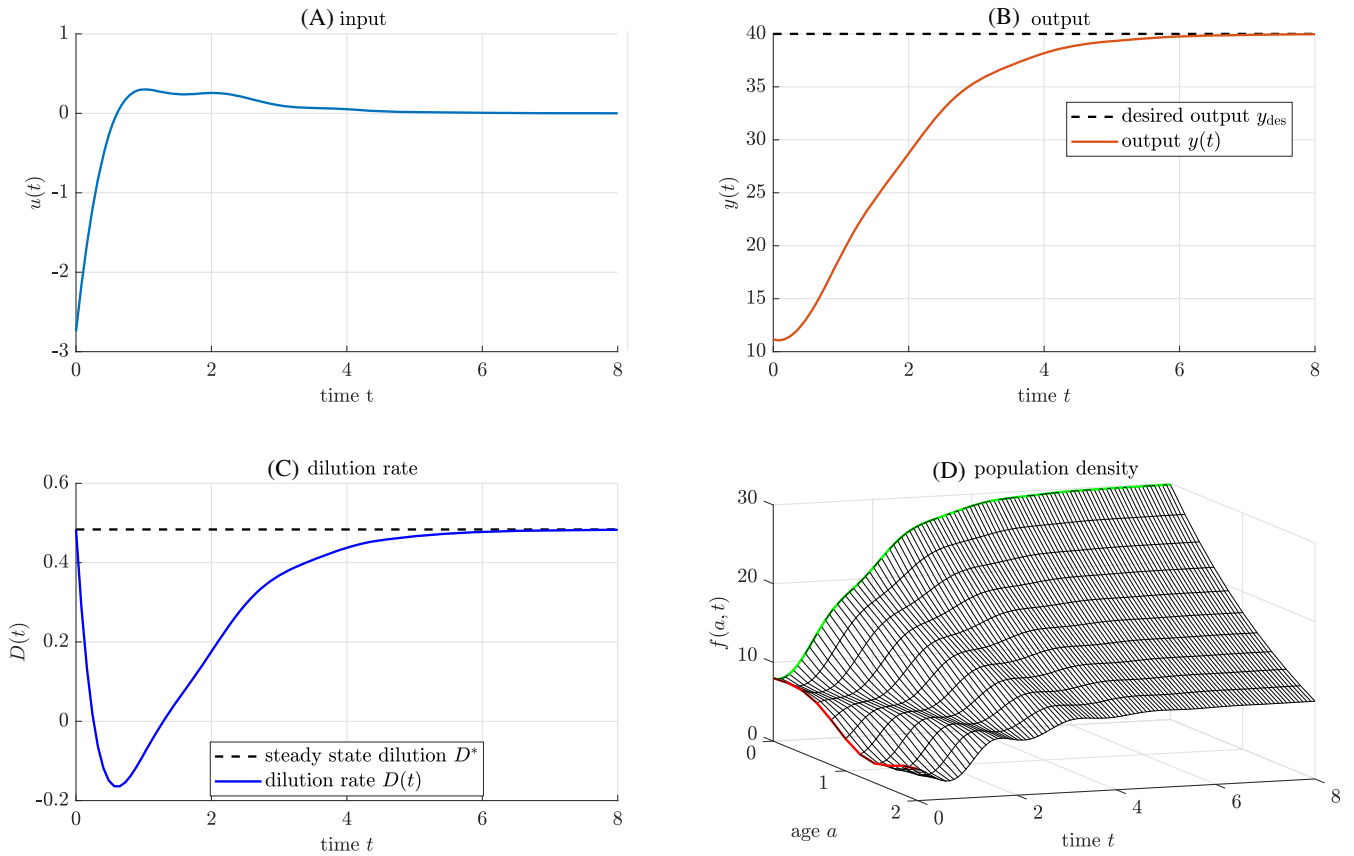 (A) input
1
0
-1
-2
-3
u(t)
0 2 4 6 8
time t
(B) output
40
35
30
25
20
15
10
y(t)
desired output y_des
output y(t)
0 2 4 6 8
time t
(C) dilution rate
0.6
0.4
0.2
0
-0.2
D(t)
steady state dilution D*
dilution rate D(t)
0 2 4 6 8
time t
(D) population density
30
20
10
0
f(a, t)
0 1 2
age a
0 2 4 6 8
time t